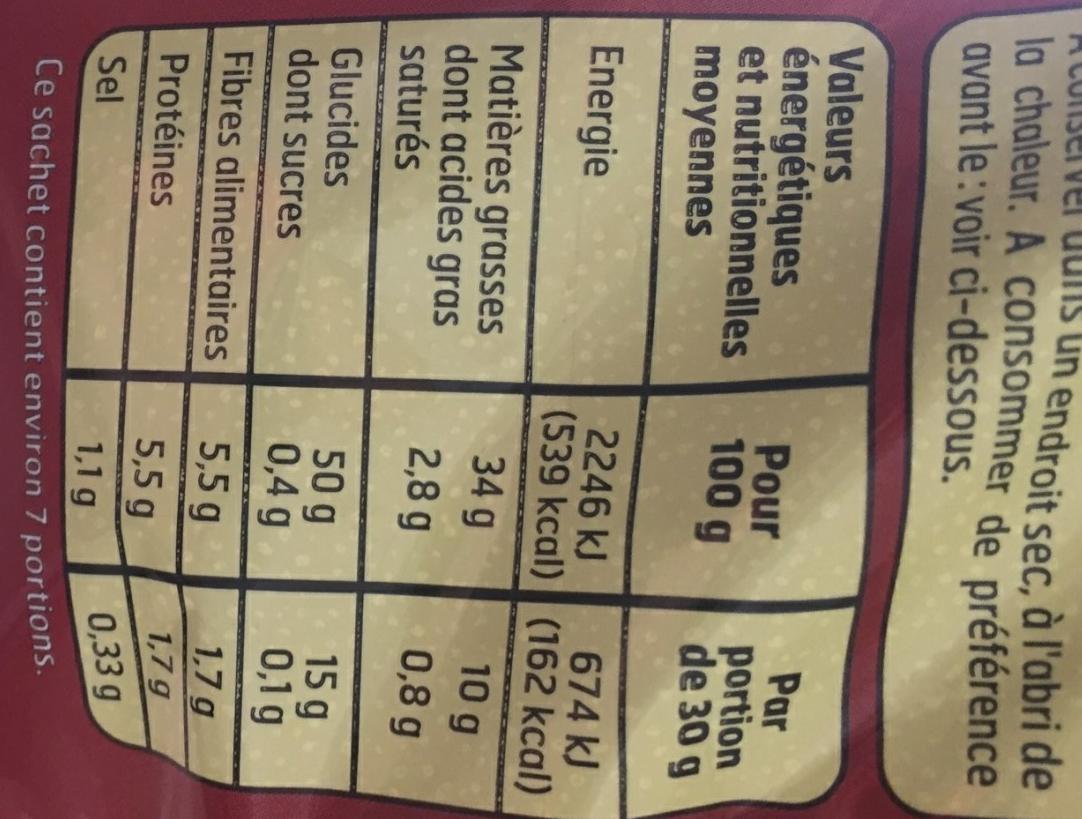 A conserver dans un endroit sec, à l'abri de
la chaleur. A consommer de préférence
avant le : voir ci-dessous.
Valeurs
énergétiques
et nutritionnelles
moyennes
Pour
100 g
Par
portion
de 30 g
Energie
2246 kJ
(539 kcal)
674 kJ
(162 kcal)
Matières grasses
34 g
10 g
dont acides gras
saturés
2,8 g
0,8 g
Glucides
50 g
15 g
dont sucres
0,4 g
0,1 g
Fibres alimentaires
5,5 g
1,7 g
Protéines
5,5 g
1,7 g
Sel
1,1 g
0,33 g
Ce sachet contient environ 7 portions.